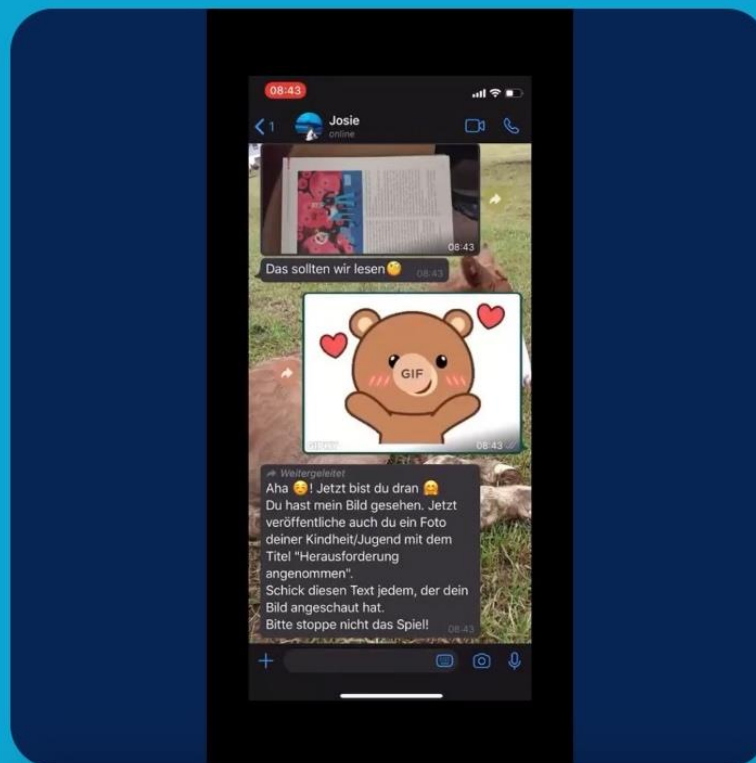 08:43
1
Josie
online
08:43
Das sollten wir lesen🧐 08:43
GIF
08:43
Weitergeleitet
Aha ☺️! Jetzt bist du dran 🤗
Du hast mein Bild gesehen. Jetzt
veröffentliche auch du ein Foto
deiner Kindheit/Jugend mit dem
Titel "Herausforderung
angenommen".
Schick diesen Text jedem, der dein
Bild angeschaut hat.
Bitte stoppe nicht das Spiel! 08:43